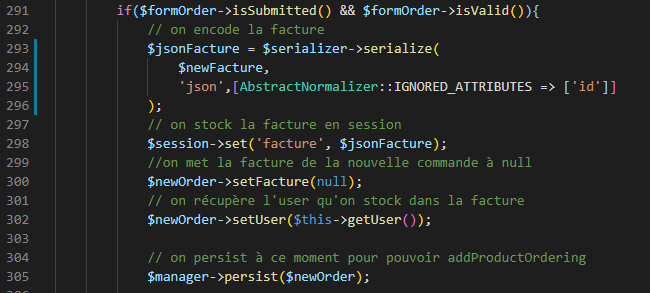 291 if($formOrder->isSubmitted() && $formOrder->isValid()){
292 // on encode la facture
293 $jsonFacture = $serializer->serialize(
294 $newFacture,
295 'json',[AbstractNormalizer::IGNORED_ATTRIBUTES => ['id']]
296 );
297 // on stock la facture en session
298 $session->set('facture', $jsonFacture);
299 //on met la facture de la nouvelle commande à null
300 $newOrder->setFacture(null);
301 // on récupère l'user qu'on stock dans la facture
302 $newOrder->setUser($this->getUser());
303
304 // on persist à ce moment pour pouvoir addProductOrdering
305 $manager->persist($newOrder);